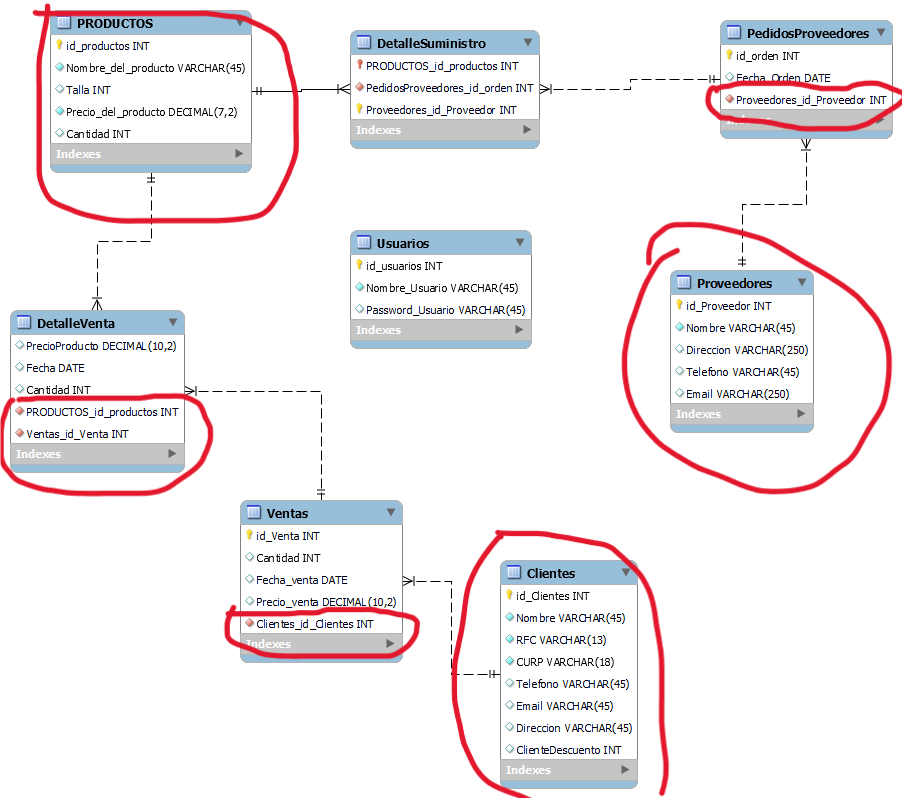 PRODUCTOS
id_productos INT
Nombre_del_producto VARCHAR(45)
Talla INT
Precio_del_producto DECIMAL(7,2)
Cantidad INT
Indexes
DetalleSuministro
PRODUCTOS_id_productos INT
PedidosProveedores_id_orden INT
Proveedores_id_Proveedor INT
Indexes
PedidosProveedores
id_orden INT
Fecha_Orden DATE
Proveedores_id_Proveedor INT
Indexes
Usuarios
id_usuarios INT
Nombre_Usuario VARCHAR(45)
Password_Usuario VARCHAR(45)
Indexes
Proveedores
id_Proveedor INT
Nombre VARCHAR(45)
Direccion VARCHAR(250)
Telefono VARCHAR(45)
Email VARCHAR(250)
Indexes
DetalleVenta
PrecioProducto DECIMAL(10,2)
Fecha DATE
Cantidad INT
PRODUCTOS_id_productos INT
Ventas_id_Venta INT
Indexes
Ventas
id_Venta INT
Cantidad INT
Fecha_venta DATE
Precio_venta DECIMAL(10,2)
Clientes_id_Clientes INT
Indexes
Clientes
id_Clientes INT
Nombre VARCHAR(45)
RFC VARCHAR(13)
CURP VARCHAR(18)
Telefono VARCHAR(45)
Email VARCHAR(45)
Direccion VARCHAR(45)
ClienteDescuento INT
Indexes